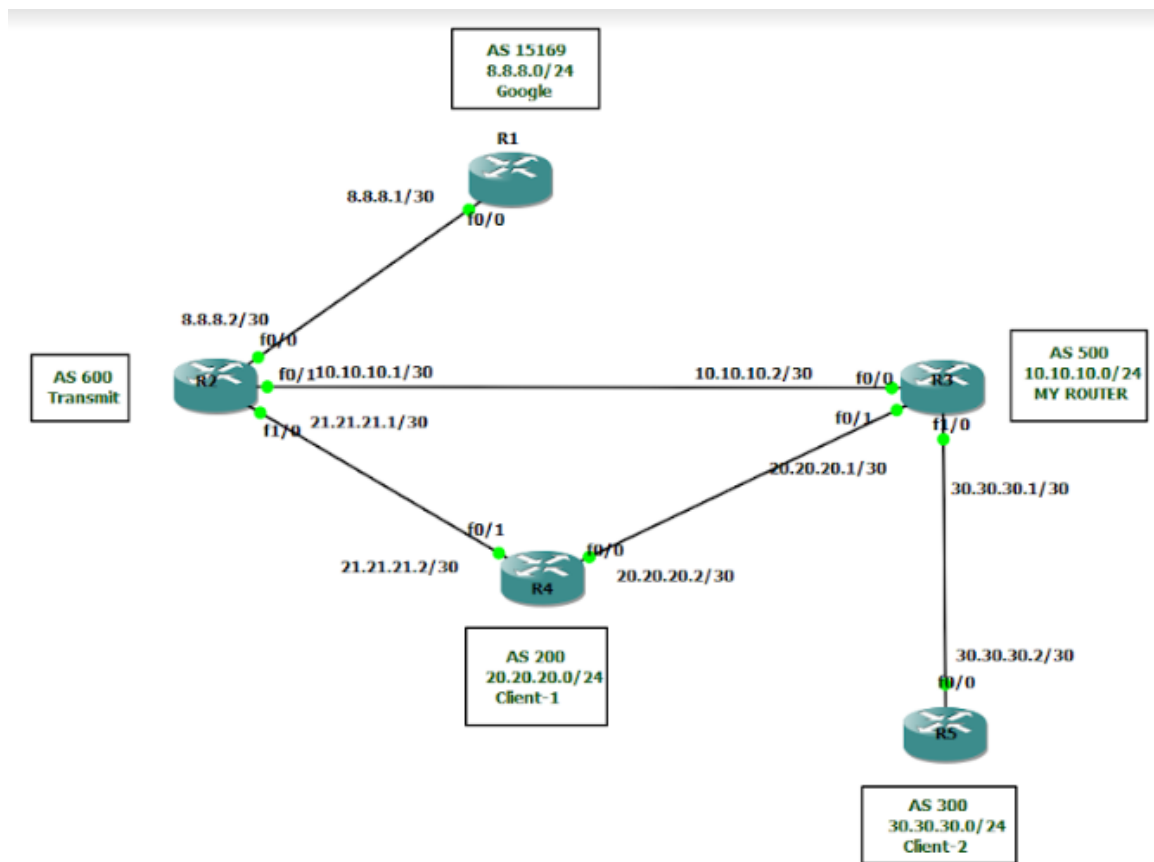 AS 15169
8.8.8.0/24
Google
R1
8.8.8.1/30
f0/0
8.8.8.2/30
f0/0
AS 600
Transmit
R2
f0/1
10.10.10.1/30
10.10.10.2/30
f0/0
R3
AS 500
10.10.10.0/24
MY ROUTER
f1/0
21.21.21.1/30
f0/1
f1/0
20.20.20.1/30
30.30.30.1/30
f0/1
f0/0
21.21.21.2/30
R4
20.20.20.2/30
AS 200
20.20.20.0/24
Client-1
30.30.30.2/30
f0/0
R5
AS 300
30.30.30.0/24
Client-2